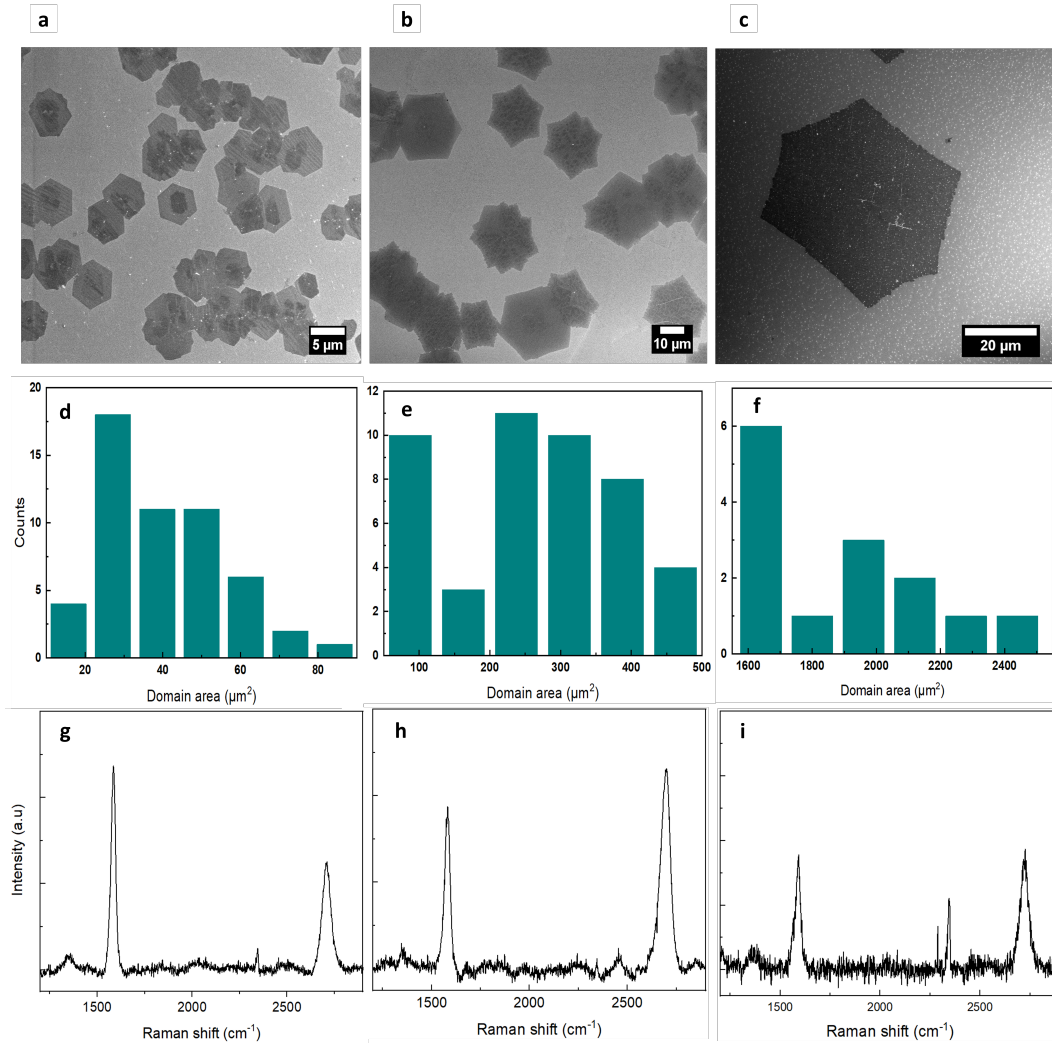 a
b
c
5 µm
10 µm
20 µm
d
e
f
20
15
10
5
0
Counts
20
40
60
80
Domain area (µm²)
12
10
8
6
4
2
0
100
200
300
400
500
Domain area (µm²)
6
4
2
0
1600
1800
2000
2200
2400
Domain area (µm²)
g
h
i
Intensity (a.u)
1500
2000
2500
Raman shift (cm⁻¹)
1500
2000
2500
Raman shift (cm⁻¹)
1500
2000
2500
Raman shift (cm⁻¹)